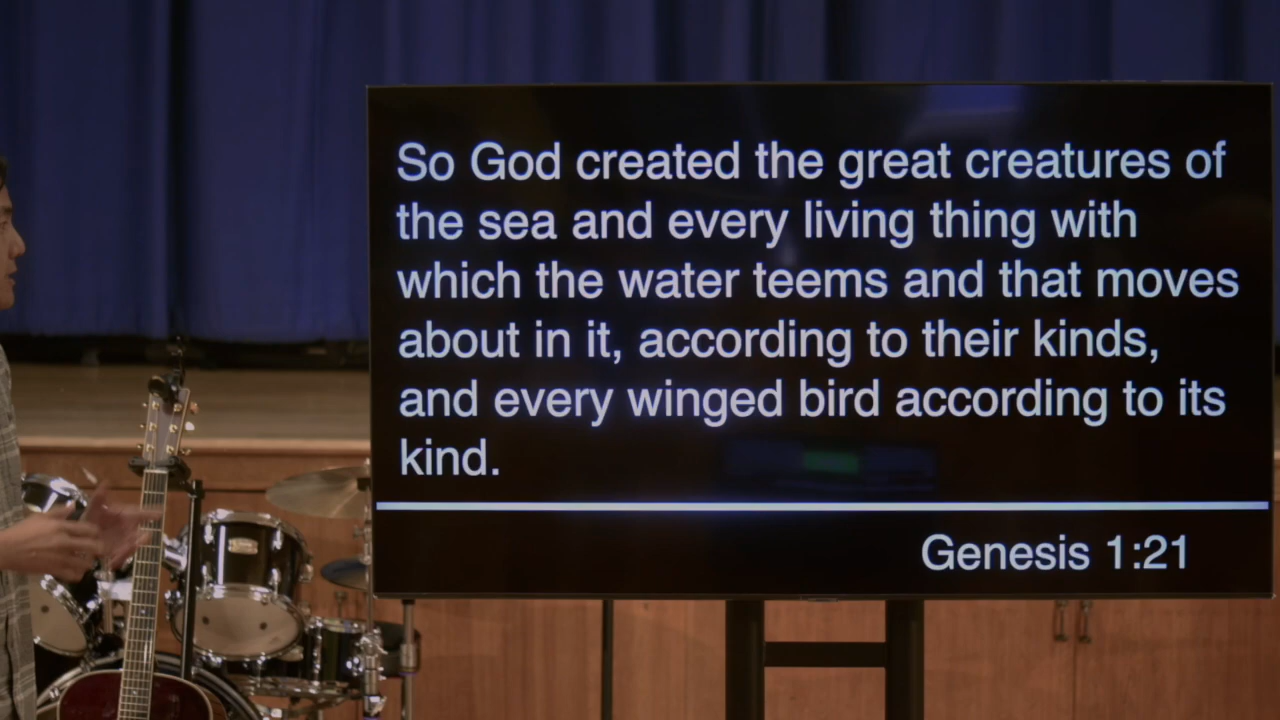 So God created the great creatures of
the sea and every living thing with
which the water teems and that moves
about in it, according to their kinds,
and every winged bird according to its
kind.
Genesis 1:21